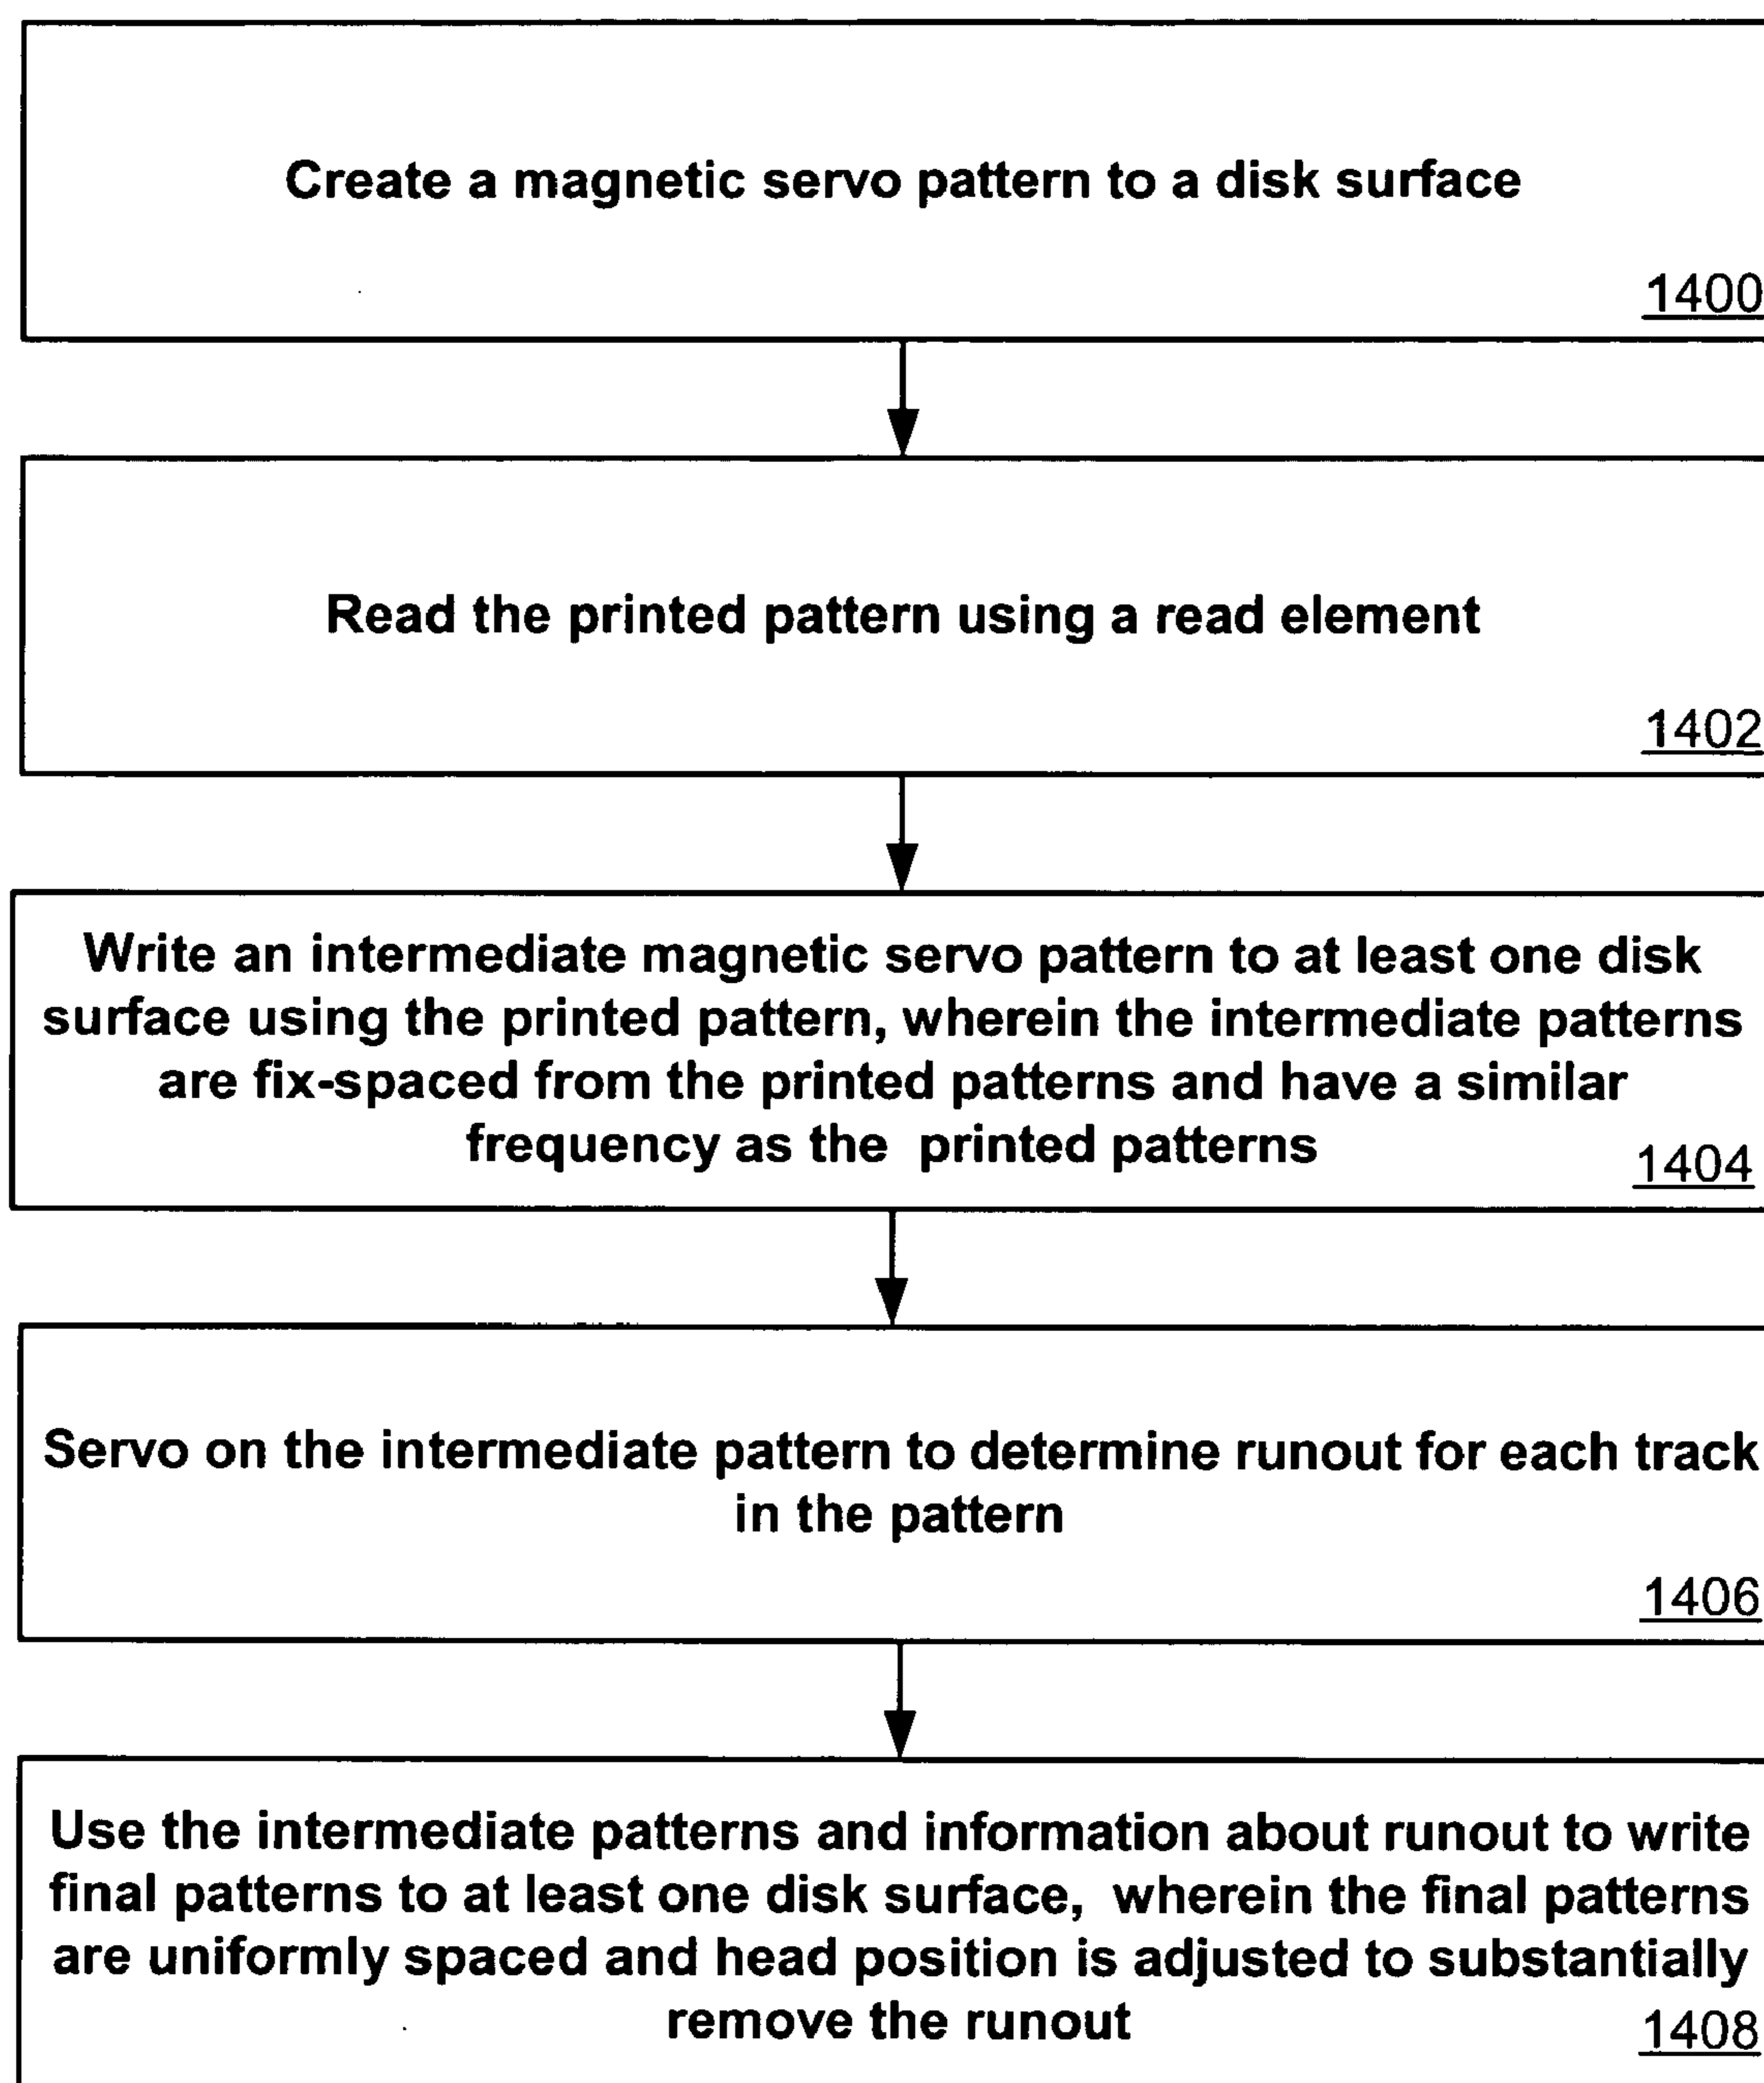 Create a magnetic servo pattern to a disk surface
1400
Read the printed pattern using a read element
1402
Write an intermediate magnetic servo pattern to at least one disk
surface using the printed pattern, wherein the intermediate patterns
are fix-spaced from the printed patterns and have a similar
frequency as the printed patterns
1404
Servo on the intermediate pattern to determine runout for each track
in the pattern
1406
Use the intermediate patterns and information about runout to write
final patterns to at least one disk surface, wherein the final patterns
are uniformly spaced and head position is adjusted to substantially
remove the runout
1408